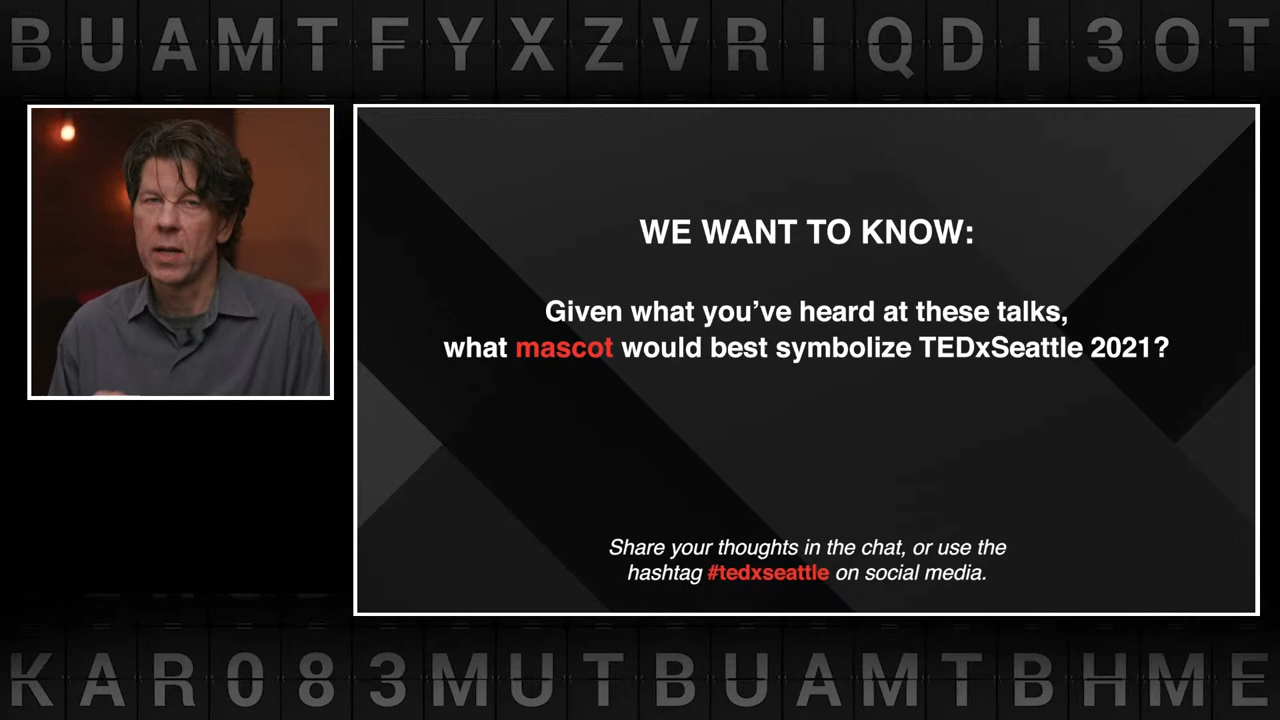 BUAMTFYXZVRIQDI3OT
WE WANT TO KNOW:
Given what you've heard at these talks,
what mascot would best symbolize TEDxSeattle 2021?
Share your thoughts in the chat, or use the
hashtag #tedxseattle on social media.
KAR083MUTBUAMTBHME